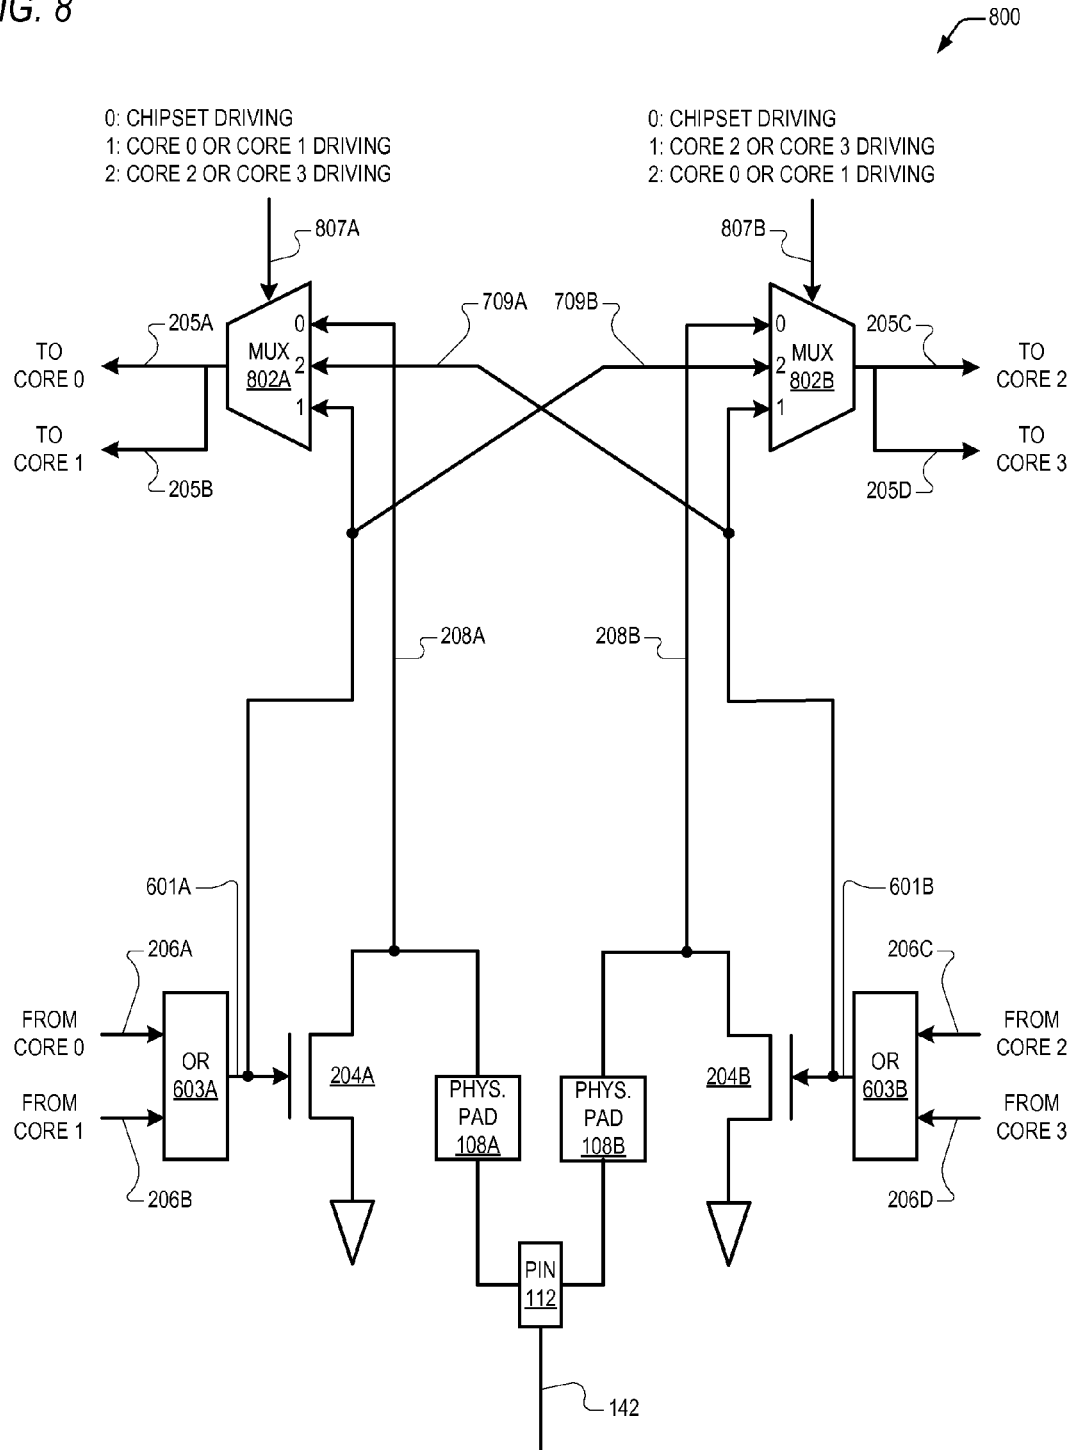 IG. 8
800
0: CHIPSET DRIVING
1: CORE 0 OR CORE 1 DRIVING
2: CORE 2 OR CORE 3 DRIVING
0: CHIPSET DRIVING
1: CORE 2 OR CORE 3 DRIVING
2: CORE 0 OR CORE 1 DRIVING
807A
807B
709A
709B
205A
205C
TO
CORE 0
MUX
802A
0
2
1
0
2
1
MUX
802B
TO
CORE 2
TO
CORE 1
TO
CORE 3
205B
205D
208A
208B
601A
601B
206A
206C
FROM
CORE 0
OR
603A
204A
PHYS.
PAD
108A
PHYS.
PAD
108B
204B
OR
603B
FROM
CORE 2
FROM
CORE 1
FROM
CORE 3
206B
206D
PIN
112
142